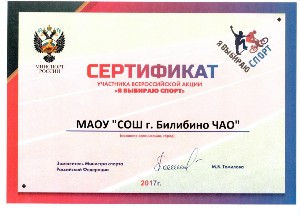 МИНСПОРТ
РОССИИ
Я ВЫБИРАЮ
СПОРТ
СЕРТИФИКАТ
УЧАСТНИКА ВСЕРОССИЙСКОЙ АКЦИИ
«Я ВЫБИРАЮ СПОРТ»
МАОУ "СОШ г. Билибино ЧАО"
Заместитель Министра спорта
Российской Федерации
М.В. Томилова
2017г.